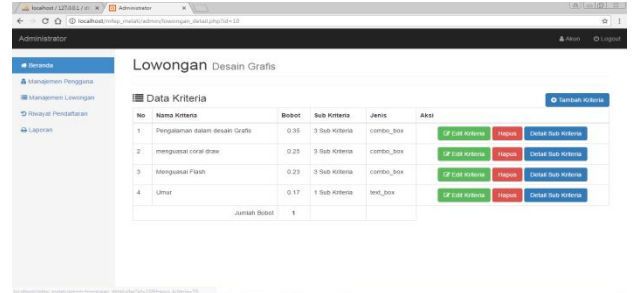 localhost / 127.0.0.1 /
Administrator
localhost/mfep_melati/admin/lowongan_detail.php?id=10
Administrator
Akun
Logout
Beranda
Manajemen Pengguna
Manajemen Lowongan
Riwayat Pendaftaran
Laporan
Lowongan Desain Grafis
Data Kriteria
Tambah Kriteria
No Nama Kriteria Bobot Sub Kriteria Jenis Aksi
1 Pengalaman dalam desain Grafis 0.35 3 Sub Kriteria combo_box Edit Kriteria Hapus Detail Sub Kriteria
2 menguasai coral draw 0.25 3 Sub Kriteria combo_box Edit Kriteria Hapus Detail Sub Kriteria
3 Menguasai Flash 0.23 3 Sub Kriteria combo_box Edit Kriteria Hapus Detail Sub Kriteria
4 Umur 0.17 1 Sub Kriteria text_box Edit Kriteria Hapus Detail Sub Kriteria
Jumlah Bobot 1